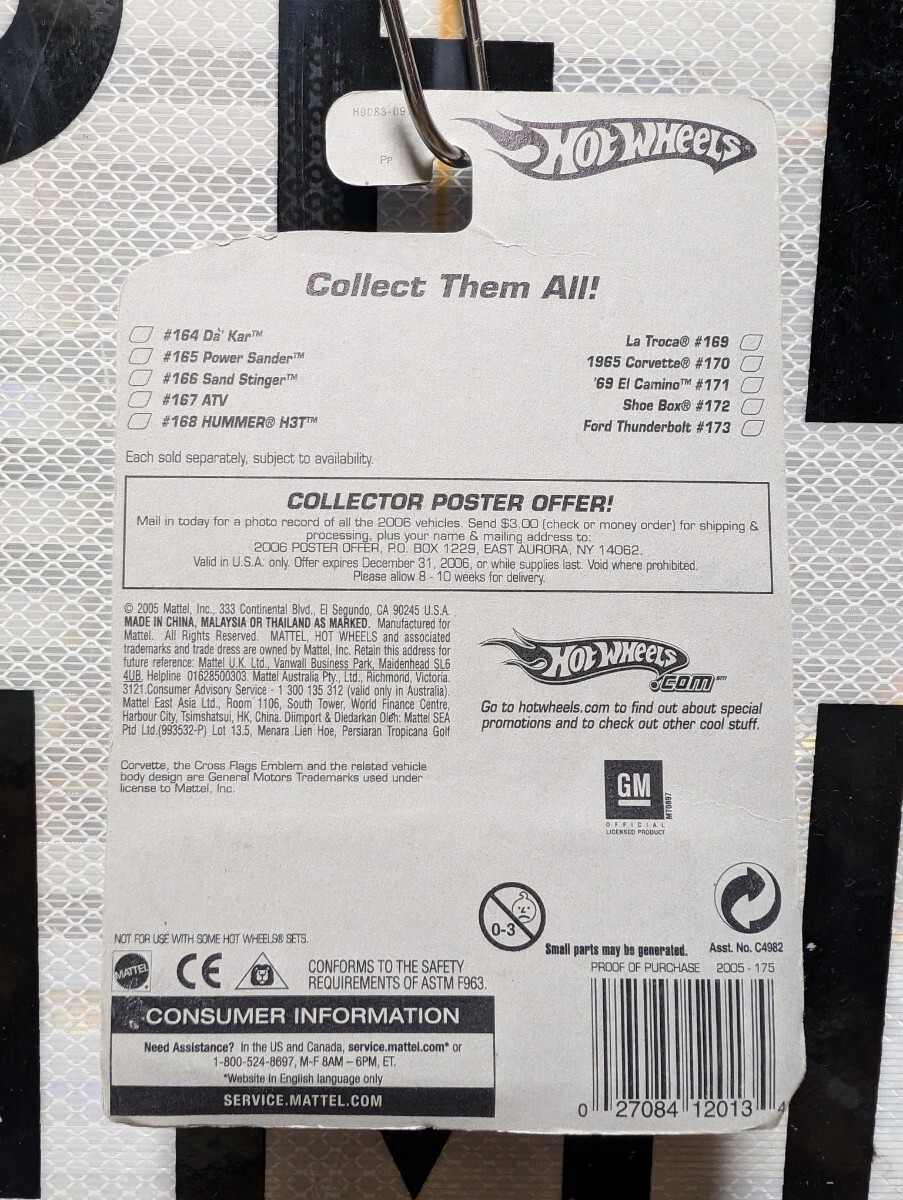 H9083-09
Pp
HOT WHEELS
Collect Them All!
#164 Da' Kar™
#165 Power Sander™
#166 Sand Stinger™
#167 ATV
#168 HUMMER® H3T™
La Troca® #169
1965 Corvette® #170
'69 El Camino™ #171
Shoe Box® #172
Ford Thunderbolt #173
Each sold separately, subject to availability.
COLLECTOR POSTER OFFER!
Mail in today for a photo record of all the 2006 vehicles. Send $3.00 (check or money order) for shipping &
processing, plus your name & mailing address to:
2006 POSTER OFFER, P.O. BOX 1229, EAST AURORA, NY 14062.
Valid in U.S.A. only. Offer expires December 31, 2006, or while supplies last. Void where prohibited.
Please allow 8 - 10 weeks for delivery.
© 2005 Mattel, Inc., 333 Continental Blvd., El Segundo, CA 90245 U.S.A.
MADE IN CHINA, MALAYSIA OR THAILAND AS MARKED. Manufactured for
Mattel. All Rights Reserved. MATTEL, HOT WHEELS and associated
trademarks and trade dress are owned by Mattel, Inc. Retain this address for
future reference: Mattel U.K. Ltd., Vanwall Business Park, Maidenhead SL6
4UB. Helpline 01628500303. Mattel Australia Pty., Ltd., Richmond, Victoria.
3121.Consumer Advisory Service - 1 300 135 312 (valid only in Australia).
Mattel East Asia Ltd., Room 1106, South Tower, World Finance Centre,
Harbour City, Tsimshatsui, HK, China. Diimport & Diedarkan Oleh: Mattel SEA
Ptd Ltd.(993532-P) Lot 13.5, Menara Lien Hoe, Persiaran Tropicana Golf
HOT WHEELS
.COM℠
Go to hotwheels.com to find out about special
promotions and to check out other cool stuff.
Corvette, the Cross Flags Emblem and the related vehicle
body design are General Motors Trademarks used under
license to Mattel, Inc.
GM
M70897
OFFICIAL
LICENSED PRODUCT
0-3
Small parts may be generated.
Asst. No. C4982
NOT FOR USE WITH SOME HOT WHEELS® SETS.
MATTEL
CE
CONFORMS TO THE SAFETY
REQUIREMENTS OF ASTM F963.
PROOF OF PURCHASE 2005 - 175
CONSUMER INFORMATION
Need Assistance? In the US and Canada, service.mattel.com* or
1-800-524-8697, M-F 8AM – 6PM, ET.
*Website in English language only
SERVICE.MATTEL.COM
0 27084 12013 4